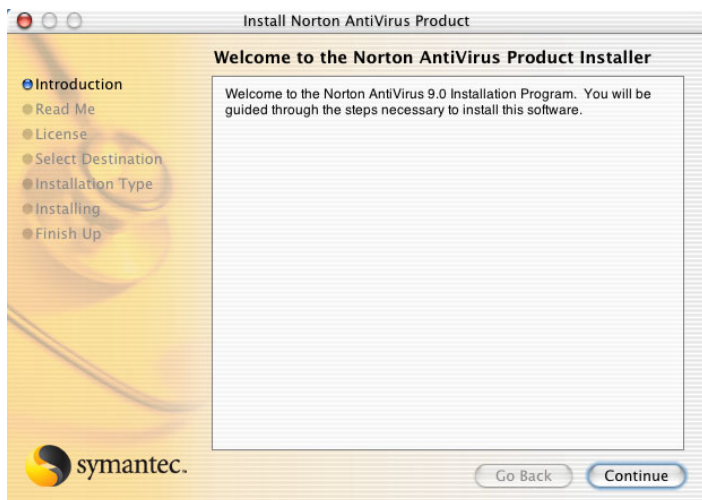 Install Norton AntiVirus Product
Welcome to the Norton AntiVirus Product Installer
Introduction
Read Me
License
Select Destination
Installation Type
Installing
Finish Up
Welcome to the Norton AntiVirus 9.0 Installation Program. You will be
guided through the steps necessary to install this software.
symantec.
Go Back
Continue